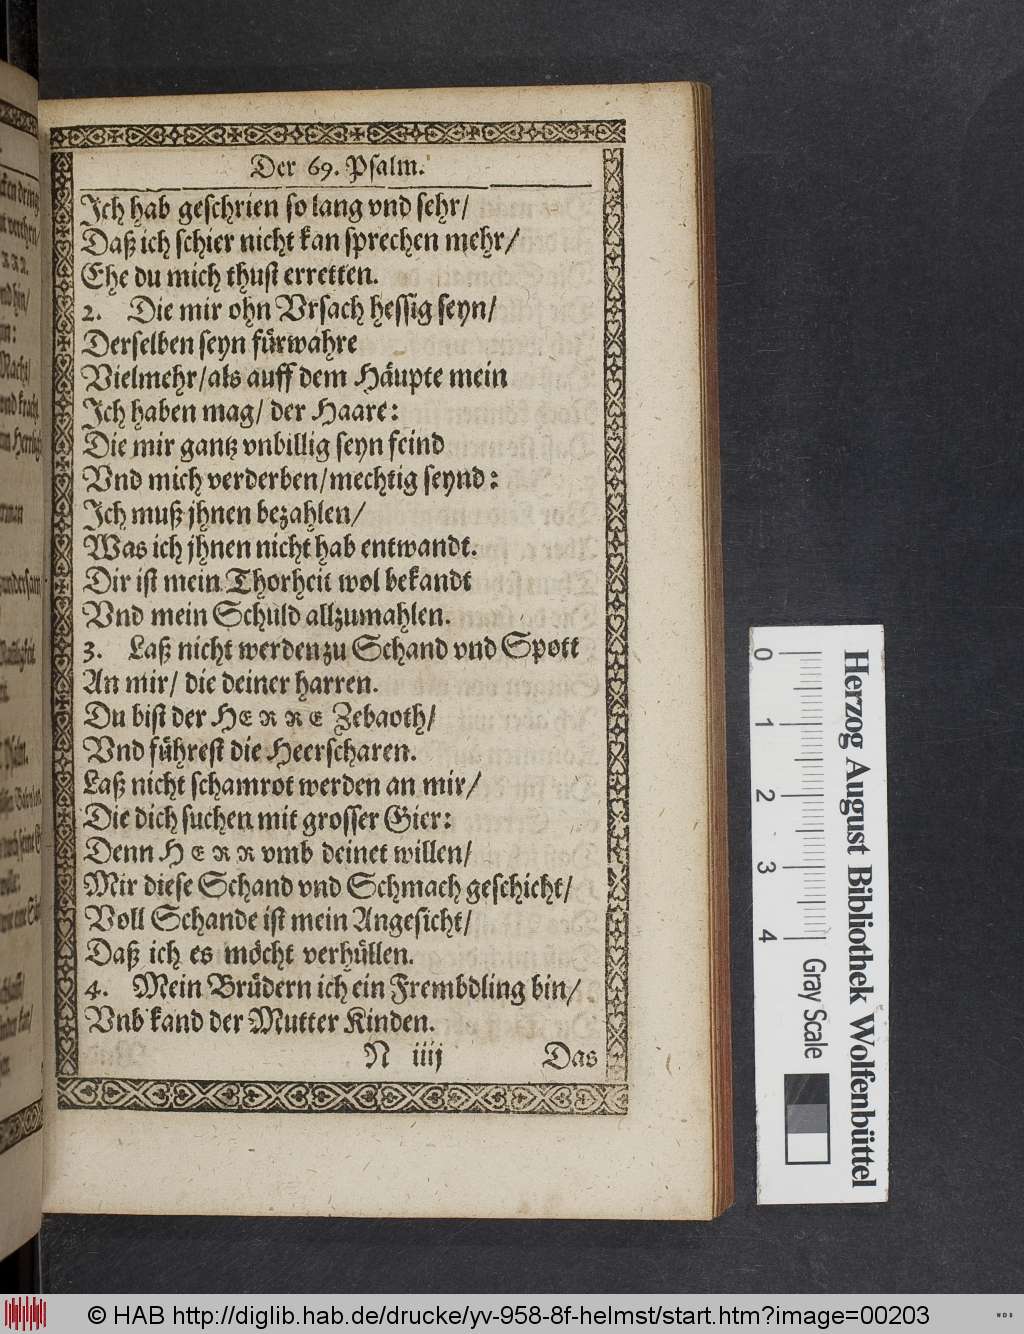 Der 69. Psalm.
Ich hab geschrien so lang vnd sehr/
Daß ich schier nicht kan sprechen mehr/
Ehe du mich thust erretten.
2. Die mir ohn Vrsach hessig seyn/
Derselben seyn fürwahre
Vielmehr/als auff dem Häupte mein
Ich haben mag/ der Haare:
Die mir gantz vnbillig seyn feind
Vnd mich verderben/mechtig seynd:
Ich muß jhnen bezahlen/
Was ich jhnen nicht hab entwandt.
Dir ist mein Thorheit wol bekandt
Vnd mein Schuld allzumahlen.
3. Laß nicht werden zu Schand vnd Spott
An mir/ die deiner harren.
Du bist der HERRE Zebaoth/
Vnd führest die Heerscharen.
Laß nicht schamrot werden an mir/
Die dich suchen mit grosser Gier:
Denn HERR vmb deinet willen/
Mir diese Schand vnd Schmach geschicht/
Voll Schande ist mein Angesicht/
Daß ich es möcht verhüllen.
4. Mein Brüdern ich ein Frembdling bin/
Vnb kand der Mutter Kinden.
N iiij Das
0 1 2 3 4 Gray Scale
Herzog August Bibliothek Wolfenbüttel
© HAB http://diglib.hab.de/drucke/yv-958-8f-helmst/start.htm?image=00203